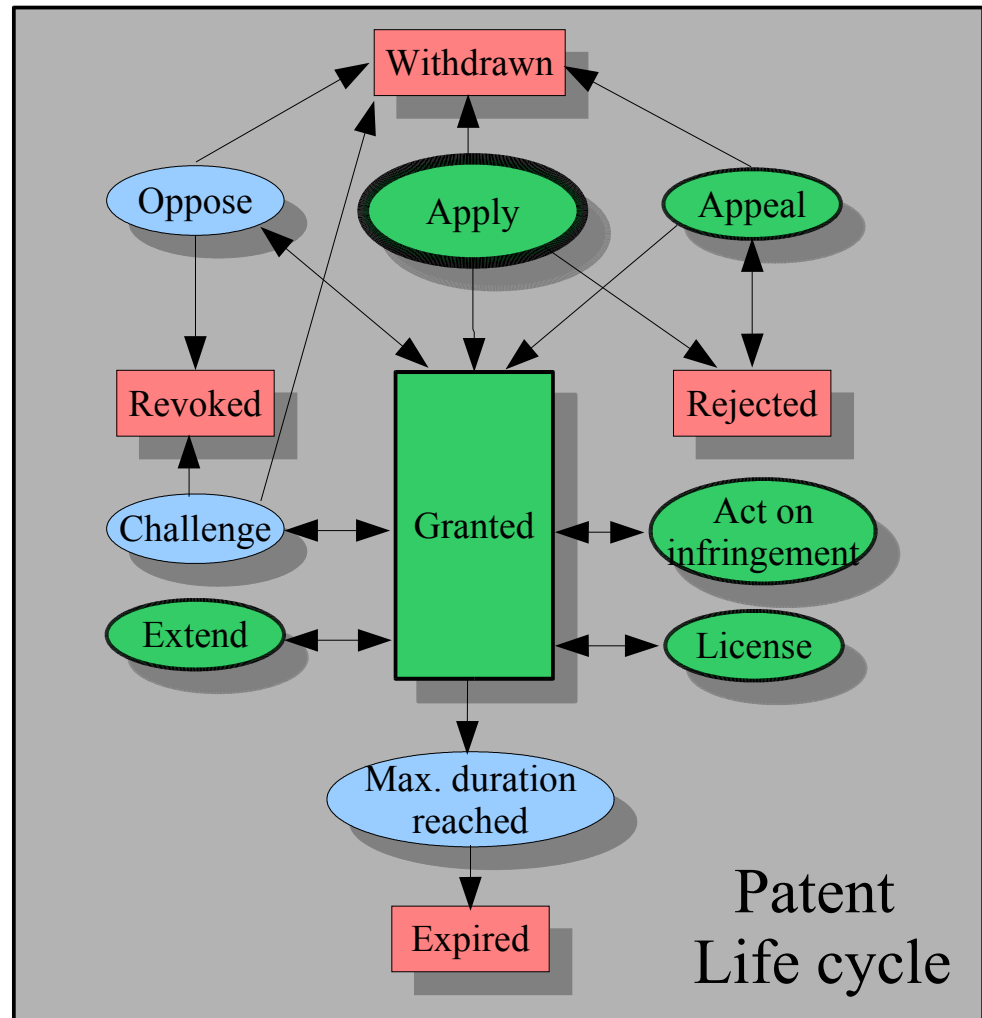 Withdrawn
Oppose
Apply
Appeal
Revoked
Rejected
Challenge
Granted
Act on
infringement
Extend
License
Max. duration
reached
Expired
Patent
Life cycle